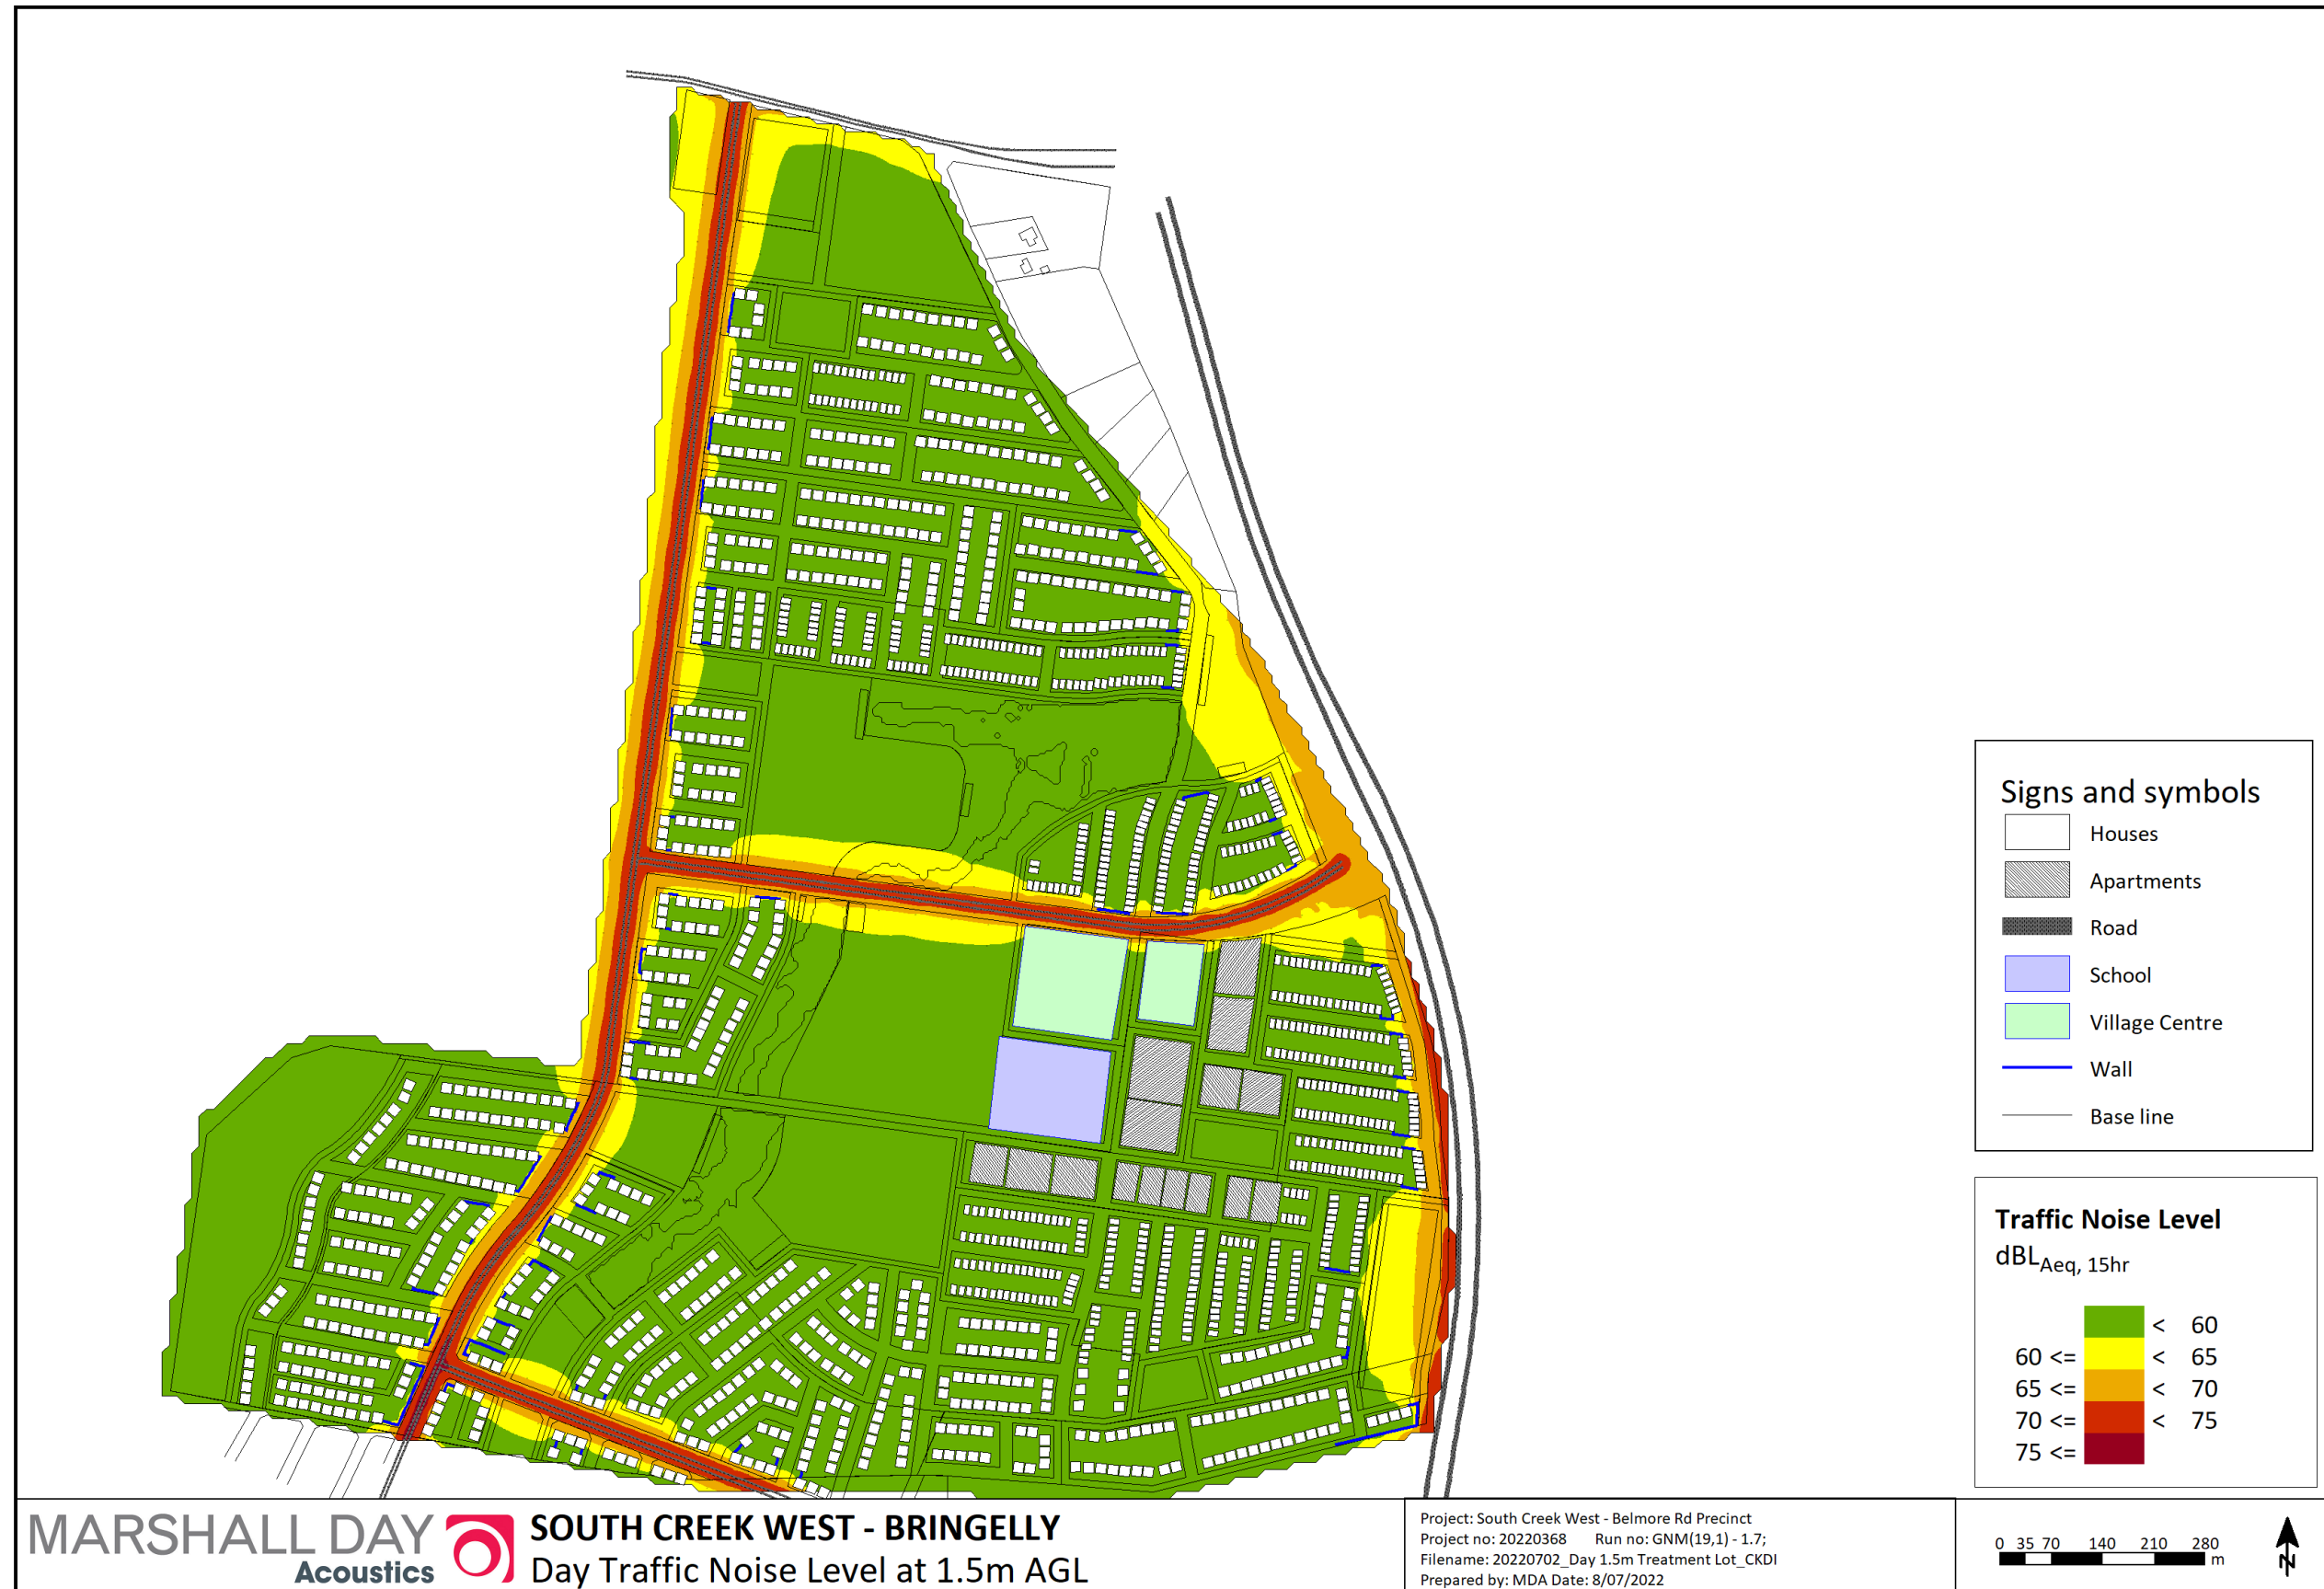 Signs and symbols
Houses
Apartments
Road
School
Village Centre
Wall
Base line
Traffic Noise Level
dBLAeq, 15hr
< 60
60 <= < 65
65 <= < 70
70 <= < 75
75 <=
MARSHALL DAY
Acoustics
SOUTH CREEK WEST - BRINGELLY
Day Traffic Noise Level at 1.5m AGL
Project: South Creek West - Belmore Rd Precinct
Project no: 20220368 Run no: GNM(19,1) - 1.7;
Filename: 20220702_Day 1.5m Treatment Lot_CKDI
Prepared by: MDA Date: 8/07/2022
0 35 70 140 210 280
m
N